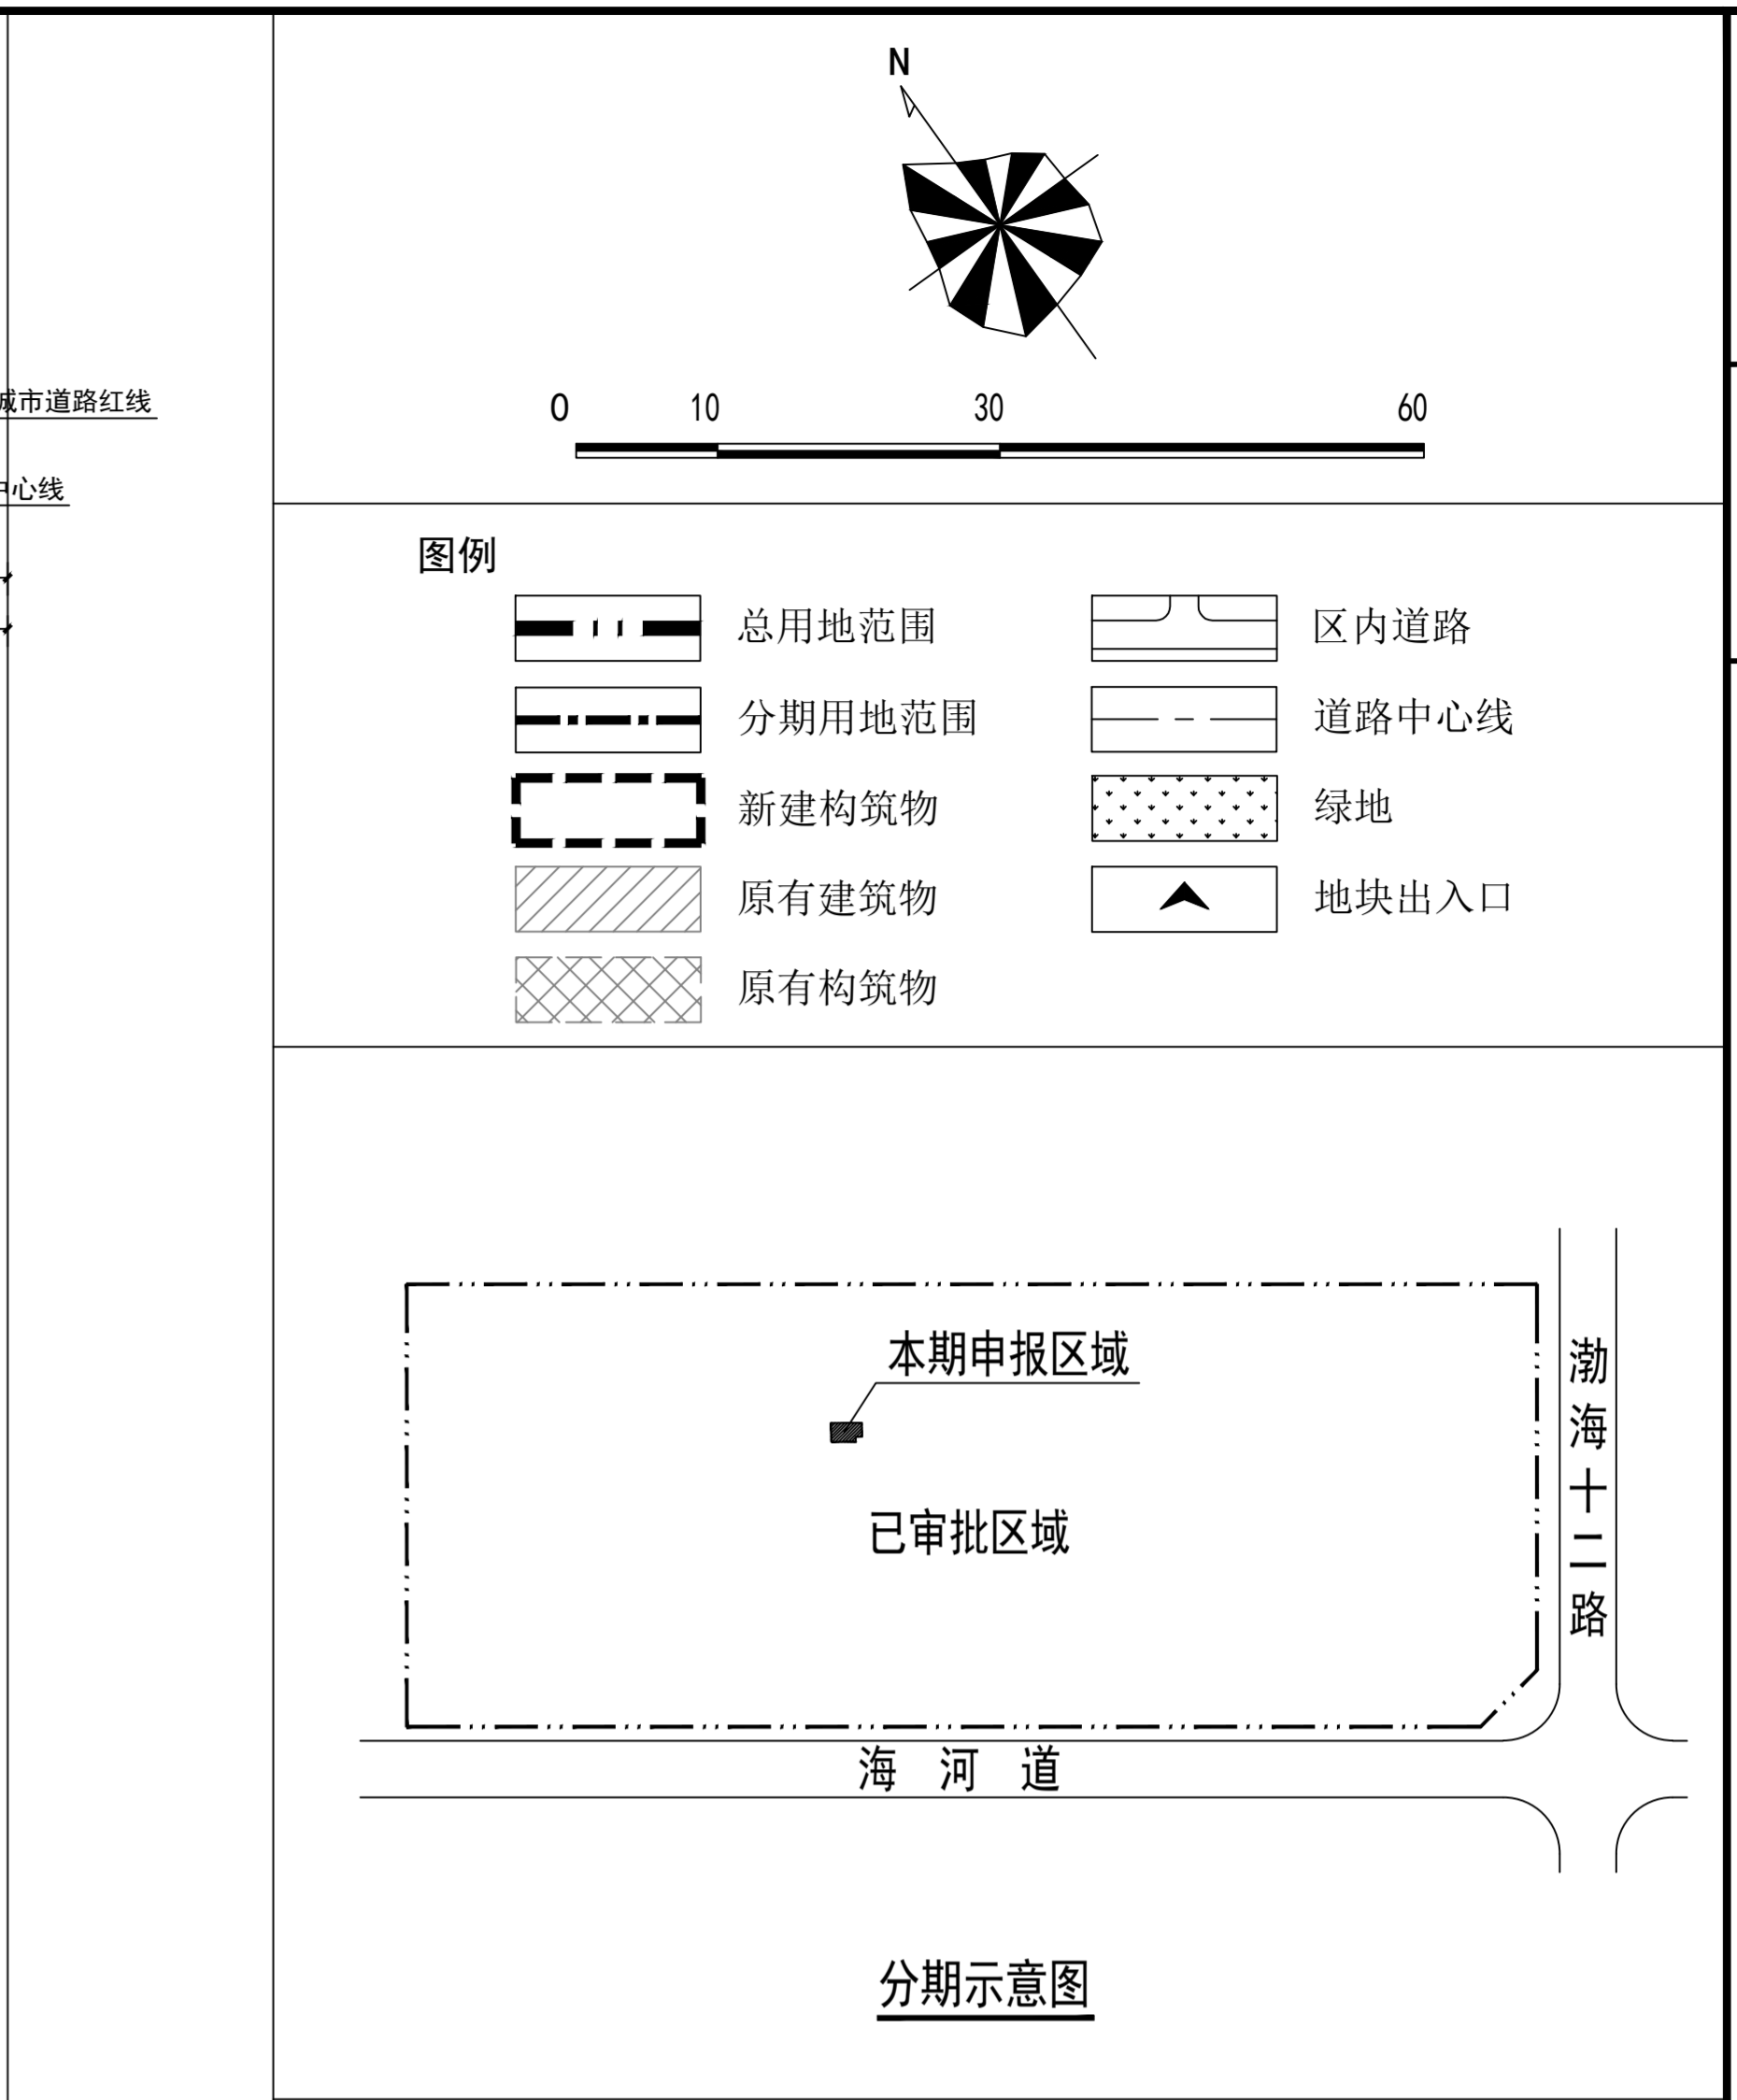 N
0 10 30 60
城市道路红线
中心线
图例
总用地范围 区内道路
分期用地范围 道路中心线
新建构筑物 绿地
原有建筑物 地块出入口
原有构筑物
本期申报区域
已审批区域
渤海十二路
海河道
分期示意图